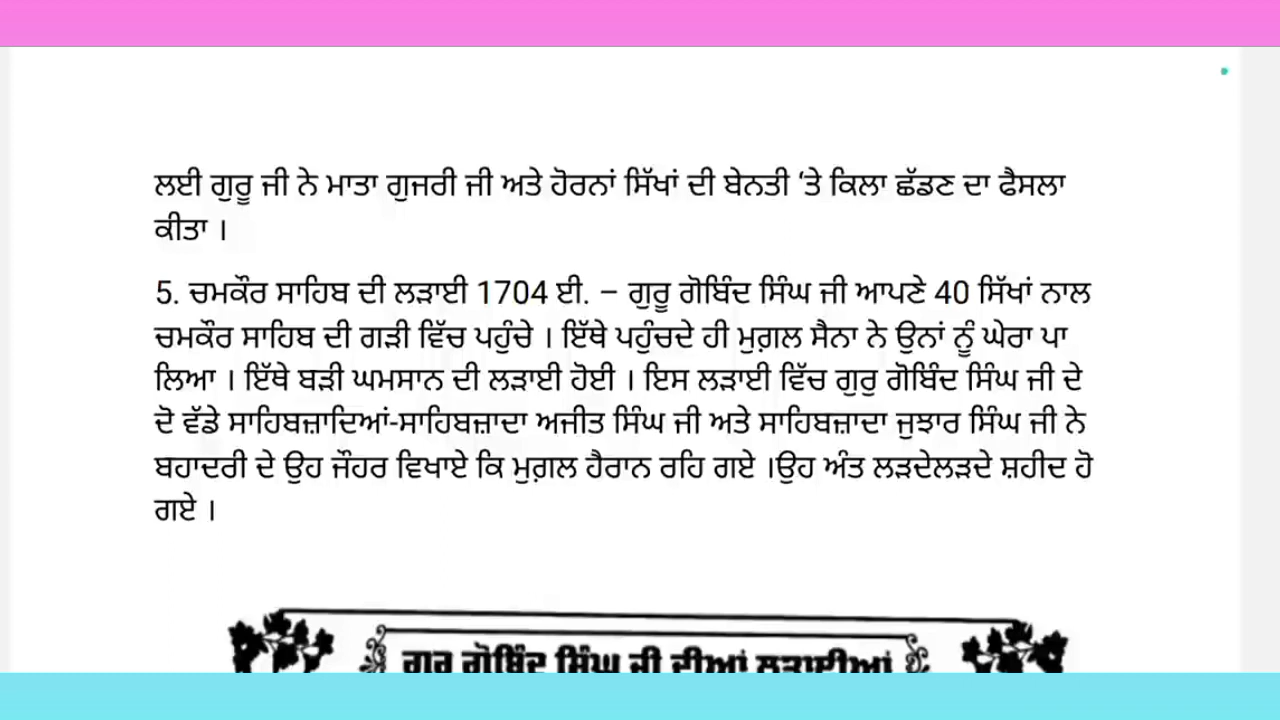 ਲਈ ਗੁਰੂ ਜੀ ਨੇ ਮਾਤਾ ਗੁਜਰੀ ਜੀ ਅਤੇ ਹੋਰਨਾਂ ਸਿੱਖਾਂ ਦੀ ਬੇਨਤੀ ‘ਤੇ ਕਿਲਾ ਛੱਡਣ ਦਾ ਫੈਸਲਾ
ਕੀਤਾ ।
5. ਚਮਕੌਰ ਸਾਹਿਬ ਦੀ ਲੜਾਈ 1704 ਈ. – ਗੁਰੂ ਗੋਬਿੰਦ ਸਿੰਘ ਜੀ ਆਪਣੇ 40 ਸਿੱਖਾਂ ਨਾਲ
ਚਮਕੌਰ ਸਾਹਿਬ ਦੀ ਗੜੀ ਵਿੱਚ ਪਹੁੰਚੇ । ਇੱਥੇ ਪਹੁੰਚਦੇ ਹੀ ਮੁਗ਼ਲ ਸੈਨਾ ਨੇ ਉਨਾਂ ਨੂੰ ਘੇਰਾ ਪਾ
ਲਿਆ । ਇੱਥੇ ਬੜੀ ਘਮਸਾਨ ਦੀ ਲੜਾਈ ਹੋਈ । ਇਸ ਲੜਾਈ ਵਿੱਚ ਗੁਰੂ ਗੋਬਿੰਦ ਸਿੰਘ ਜੀ ਦੇ
ਦੋ ਵੱਡੇ ਸਾਹਿਬਜ਼ਾਦਿਆਂ-ਸਾਹਿਬਜ਼ਾਦਾ ਅਜੀਤ ਸਿੰਘ ਜੀ ਅਤੇ ਸਾਹਿਬਜ਼ਾਦਾ ਜੁਝਾਰ ਸਿੰਘ ਜੀ ਨੇ
ਬਹਾਦਰੀ ਦੇ ਉਹ ਜੌਹਰ ਵਿਖਾਏ ਕਿ ਮੁਗ਼ਲ ਹੈਰਾਨ ਰਹਿ ਗਏ ।ਉਹ ਅੰਤ ਲੜਦੇਲੜਦੇ ਸ਼ਹੀਦ ਹੋ
ਗਏ ।
ਗੁਰੂ ਗੋਬਿੰਦ ਸਿੰਘ ਜੀ ਦੀਆਂ ਲੜਾਈਆਂ